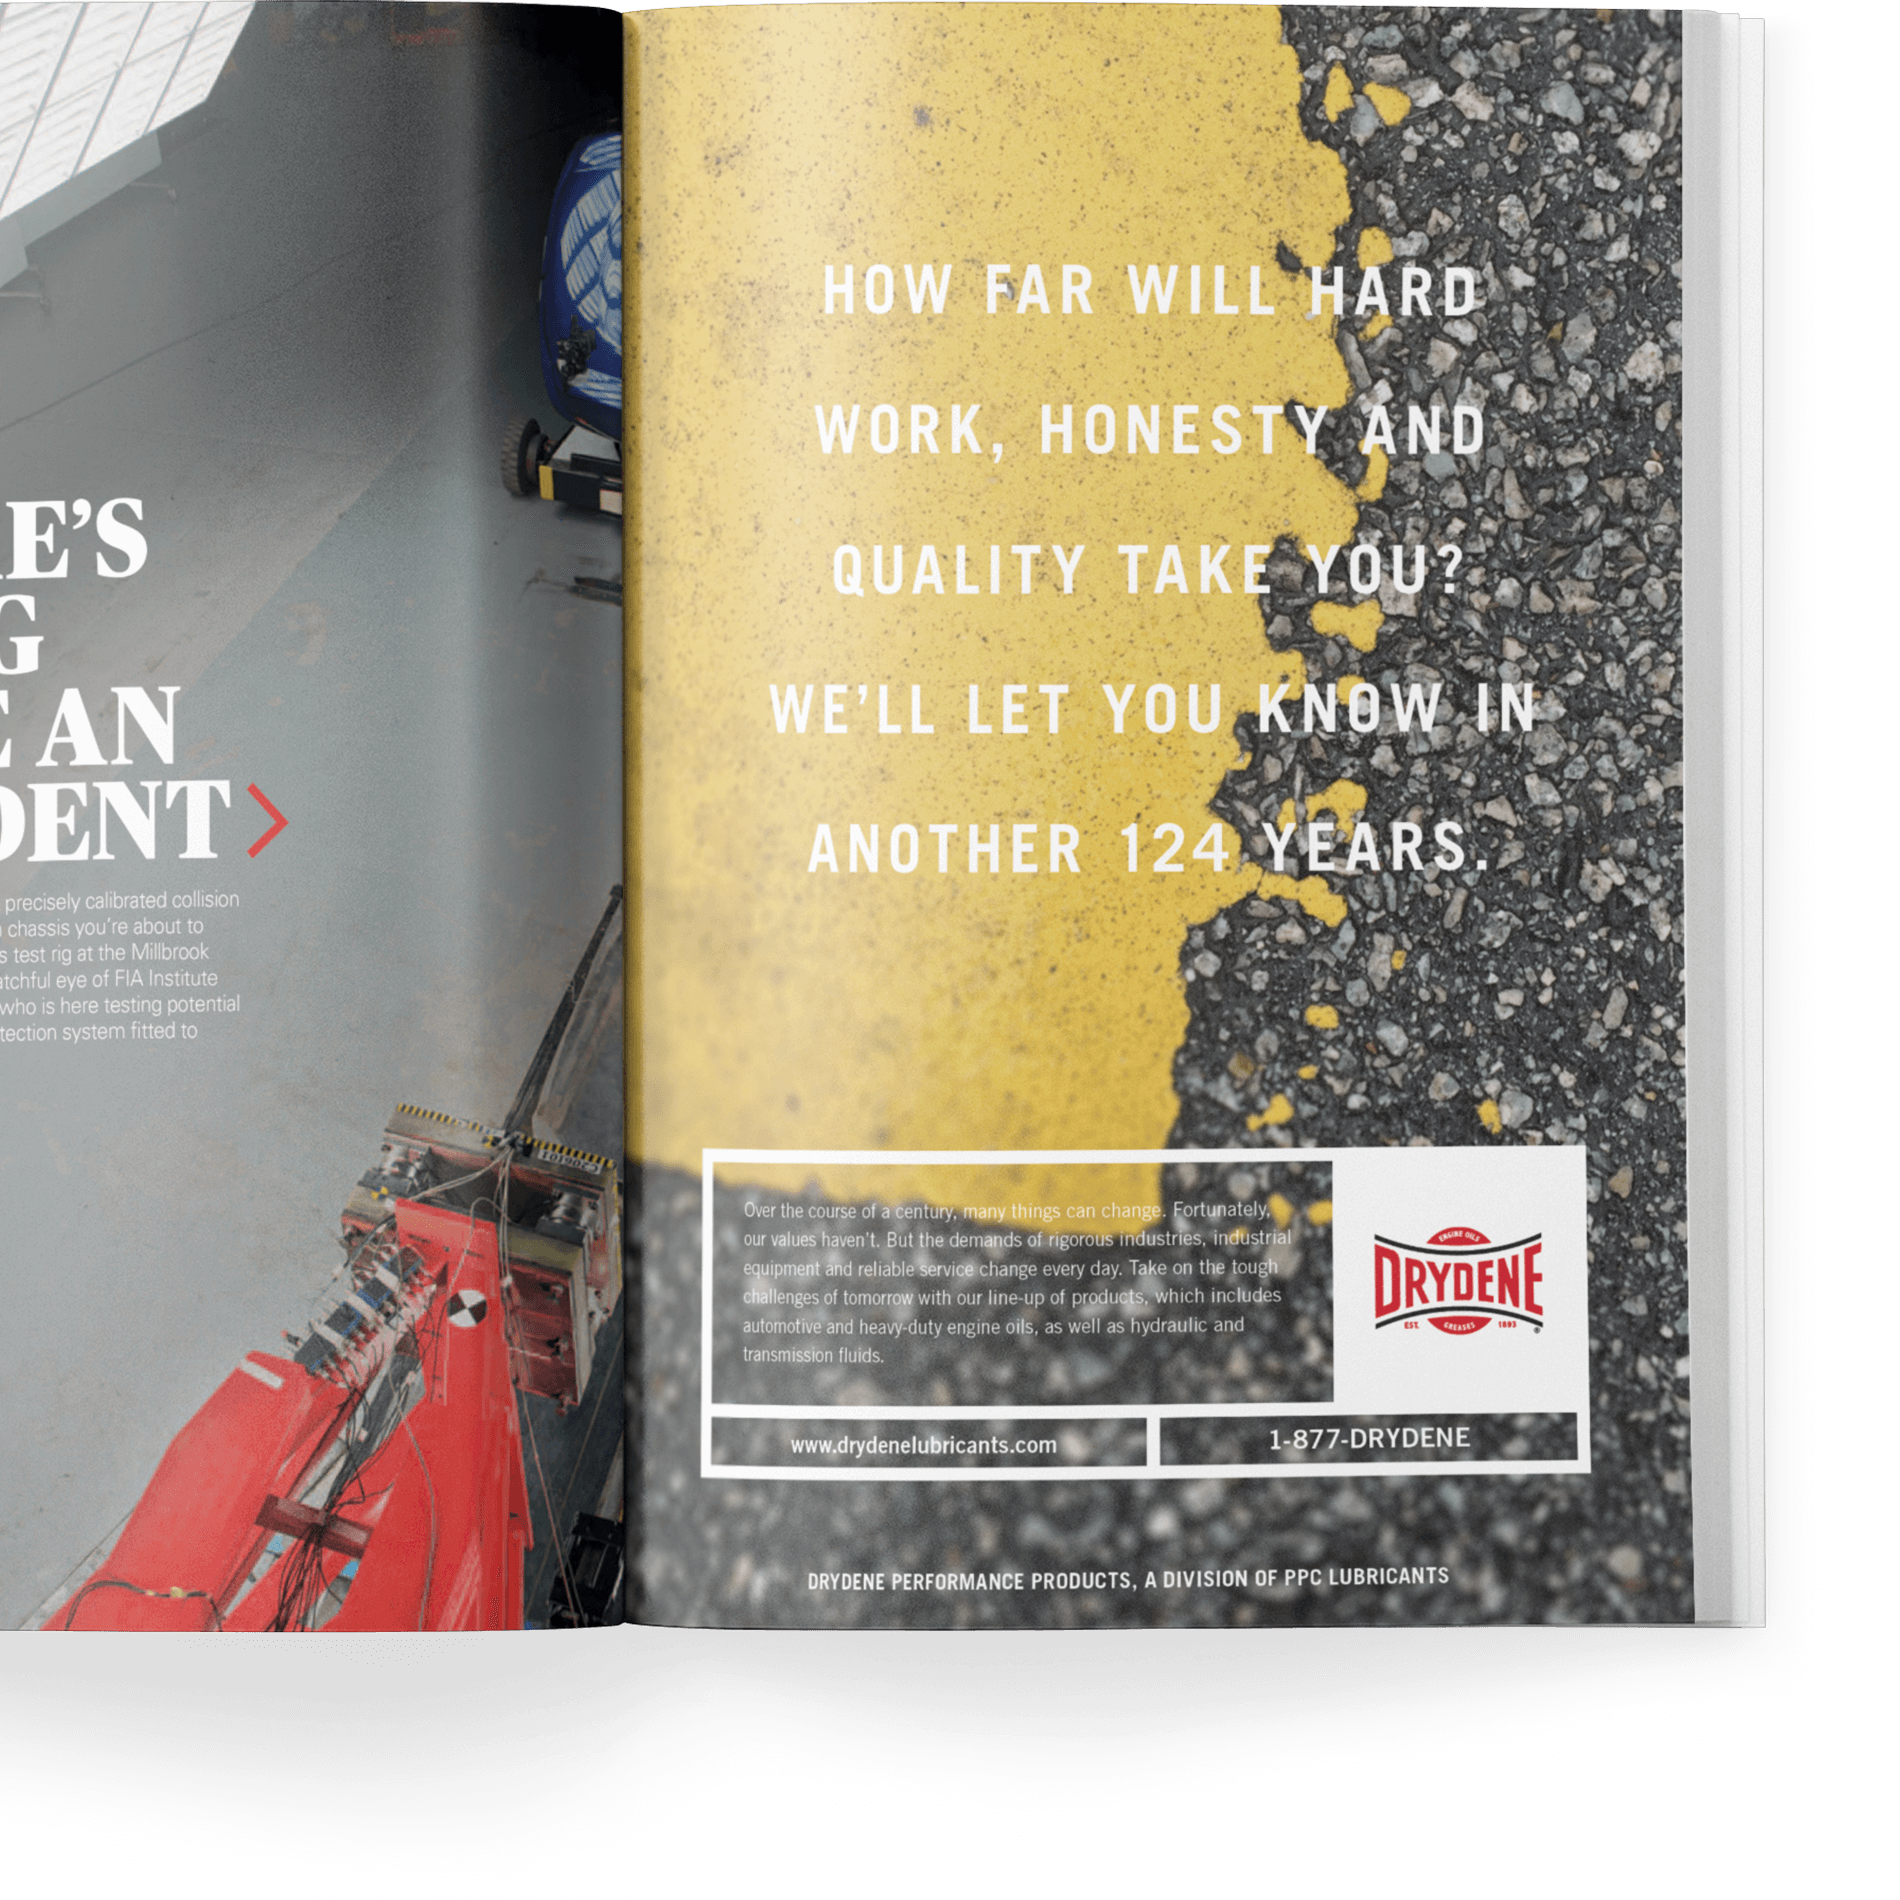 E'S
G
E AN
DENT
precisely calibrated collision
chassis you're about to
s test rig at the Millbrook
atchful eye of FIA Institute
who is here testing potential
tection system fitted to
HOW FAR WILL HARD
WORK, HONESTY AND
QUALITY TAKE YOU?
WE'LL LET YOU KNOW IN
ANOTHER 124 YEARS.
Over the course of a century, many things can change. Fortunately,
our values haven't. But the demands of rigorous industries, industrial
equipment and reliable service change every day. Take on the tough
challenges of tomorrow with our line-up of products, which includes
automotive and heavy-duty engine oils, as well as hydraulic and
transmission fluids.
ENGINE OILS
DRYDENE
EST. GREASES 1893
®
www.drydenelubricants.com
1-877-DRYDENE
DRYDENE PERFORMANCE PRODUCTS, A DIVISION OF PPC LUBRICANTS